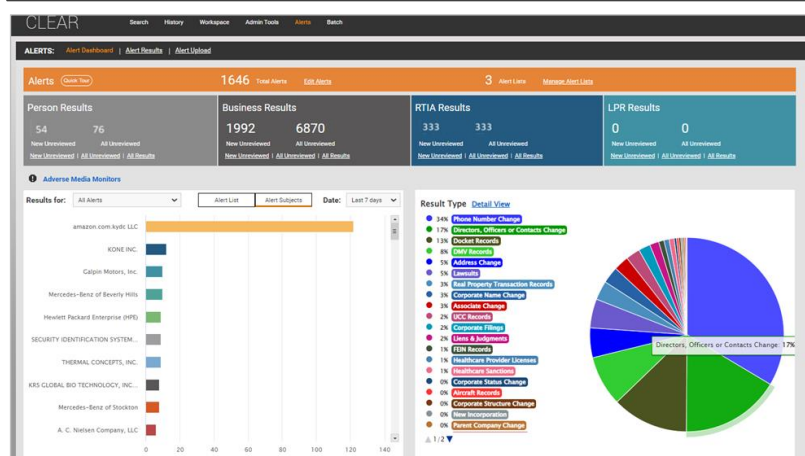 CLEAR Search History Workspace Admin Tools Alerts Batch
ALERTS: Alert Dashboard | Alert Results | Alert Upload
Alerts Quick Tour 1646 Total Alerts Edit Alerts 3 Alert Lists Manage Alert Lists
Person Results
54 76
New Unreviewed All Unreviewed
New Unreviewed | All Unreviewed | All Results
Business Results
1992 6870
New Unreviewed All Unreviewed
New Unreviewed | All Unreviewed | All Results
RTIA Results
333 333
New Unreviewed All Unreviewed
New Unreviewed | All Unreviewed | All Results
LPR Results
0 0
New Unreviewed All Unreviewed
New Unreviewed | All Unreviewed | All Results
Adverse Media Monitors
Results for: All Alerts Alert List Alert Subjects Date: Last 7 days
amazon.com.kydc LLC
KONE INC.
Galpin Motors, Inc.
Mercedes-Benz of Beverly Hills
Hewlett Packard Enterprise (HPE)
SECURITY IDENTIFICATION SYSTEM...
THERMAL CONCEPTS, INC.
KRS GLOBAL BIO TECHNOLOGY, INC...
Mercedes-Benz of Stockton
A. C. Nielsen Company, LLC
0 20 40 60 80 100 120 140
Result Type Detail View
34% Phone Number Change
17% Directors, Officers or Contacts Change
13% Docket Records
8% DMV Records
5% Address Change
5% Lawsuits
3% Real Property Transaction Records
3% Corporate Name Change
3% Associate Change
2% UCC Records
2% Corporate Filings
2% Liens & Judgments
1% FEIN Records
1% Healthcare Provider Licenses
1% Healthcare Sanctions
0% Corporate Status Change
0% Aircraft Records
0% Corporate Structure Change
0% New Incorporation
0% Parent Company Change
1/2
Directors, Officers or Contacts Change: 17%